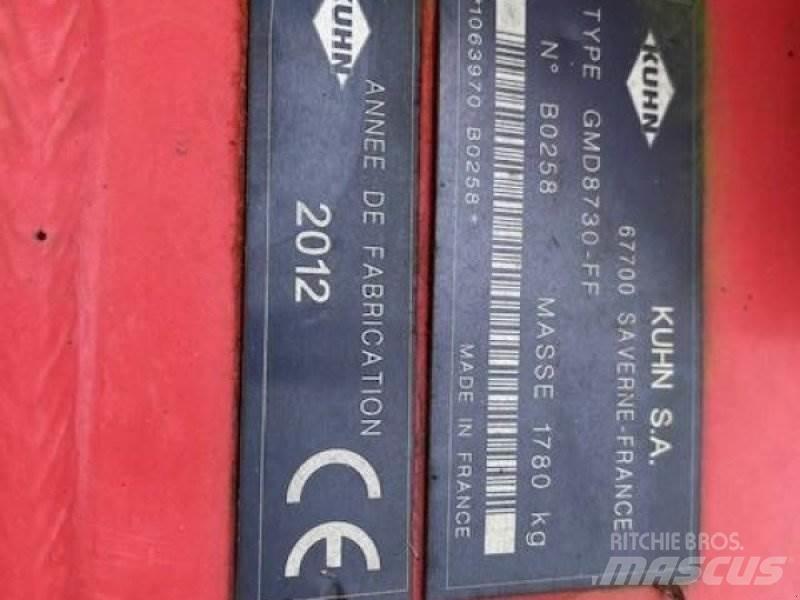 KUHN
KUHN S.A.
67700 SAVERNE-FRANCE
TYPE GMD8730-FF
N° B0258 MASSE 1780 kg
*1063970 B0258*
MADE IN FRANCE
KUHN
ANNEE DE FABRICATION
2012
CE
RITCHIE BROS.
MASCUS